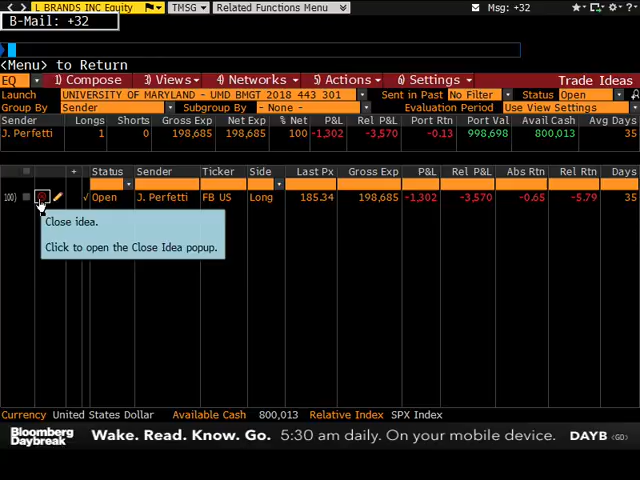 L BRANDS INC Equity TMSG Related Functions Menu Msg: +32
B-Mail: +32
<Menu> to Return
EQ 1) Compose 3) Views 4) Networks 5) Actions 6) Settings Trade Ideas
Launch UNIVERSITY OF MARYLAND - UMD BMGT 2018 443 301 Sent in Past No Filter Status Open
Group By Sender Subgroup By - None - Evaluation Period Use View Settings
Sender Longs Shorts Gross Exp Net Exp % Net P&L Rel P&L Port Rtn Port Val Avail Cash Avg Days
J. Perfetti 1 0 198,685 198,685 100 -1,302 -3,570 -0.13 998,698 800,013 35
+ Status Sender Ticker Side Last Px Gross Exp P&L Rel P&L Abs Rtn Rel Rtn Days
100) Open J. Perfetti FB US Long 185.34 198,685 -1,302 -3,570 -0.65 -5.79 35
Close idea.
Click to open the Close Idea popup.
Currency United States Dollar Available Cash 800,013 Relative Index SPX Index
Bloomberg Daybreak Wake. Read. Know. Go. 5:30 am daily. On your mobile device. DAYB <GO>